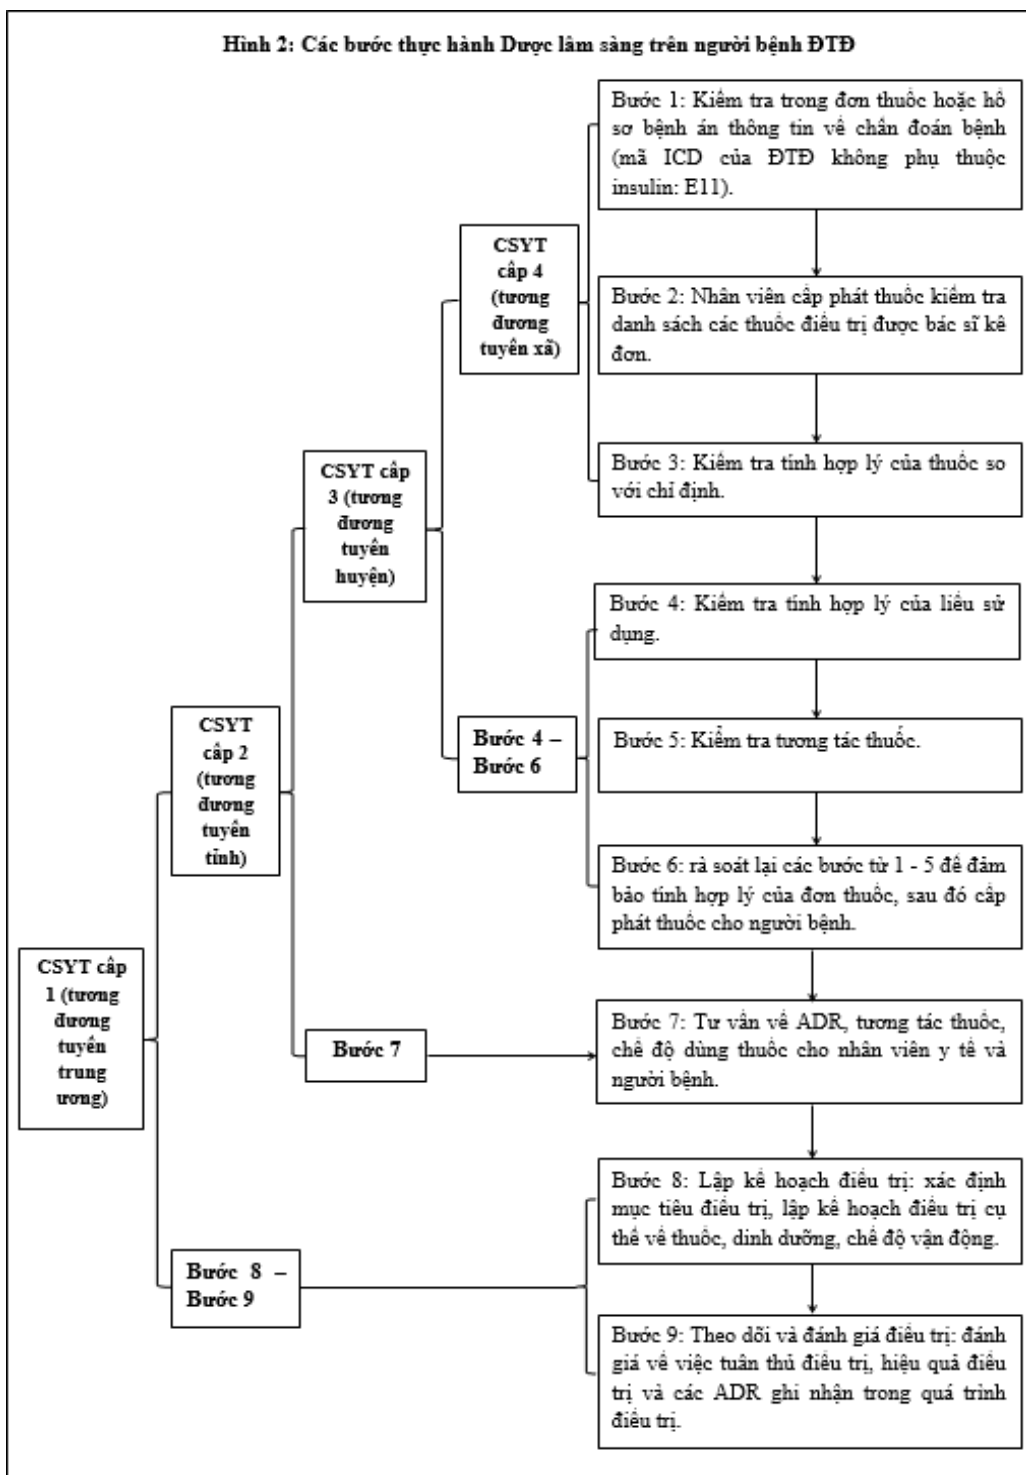 Hình 2: Các bước thực hành Dược lâm sàng trên người bệnh ĐTĐ
Bước 1: Kiểm tra trong đơn thuốc hoặc hồ
sơ bệnh án thông tin về chẩn đoán bệnh
(mã ICD của ĐTĐ không phụ thuộc
insulin: E11).
CSYT
cấp 4
(tương
đương
tuyến xã)
Bước 2: Nhân viên cấp phát thuốc kiểm tra
danh sách các thuốc điều trị được bác sĩ kê
đơn.
CSYT cấp
3 (tương
đương
tuyến
huyện)
Bước 3: Kiểm tra tính hợp lý của thuốc so
với chỉ định.
Bước 4: Kiểm tra tính hợp lý của liều sử
dụng.
CSYT
cấp 2
(tương
đương
tuyến
tỉnh)
Bước 4 –
Bước 6
Bước 5: Kiểm tra tương tác thuốc.
Bước 6: rà soát lại các bước từ 1 - 5 để đảm
bảo tính hợp lý của đơn thuốc, sau đó cấp
phát thuốc cho người bệnh.
CSYT cấp
1 (tương
đương
tuyến
trung
ương)
Bước 7
Bước 7: Tư vấn về ADR, tương tác thuốc,
chế độ dùng thuốc cho nhân viên y tế và
người bệnh.
Bước 8 –
Bước 9
Bước 8: Lập kế hoạch điều trị: xác định
mục tiêu điều trị, lập kế hoạch điều trị cụ
thể về thuốc, dinh dưỡng, chế độ vận động.
Bước 9: Theo dõi và đánh giá điều trị: đánh
giá về việc tuân thủ điều trị, hiệu quả điều
trị và các ADR ghi nhận trong quá trình
điều trị.